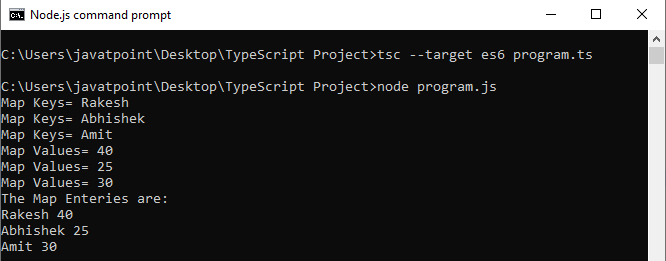 Node.js command prompt
C:\Users\javatpoint\Desktop\TypeScript Project>tsc --target es6 program.ts
C:\Users\javatpoint\Desktop\TypeScript Project>node program.js
Map Keys= Rakesh
Map Keys= Abhishek
Map Keys= Amit
Map Values= 40
Map Values= 25
Map Values= 30
The Map Enteries are:
Rakesh 40
Abhishek 25
Amit 30